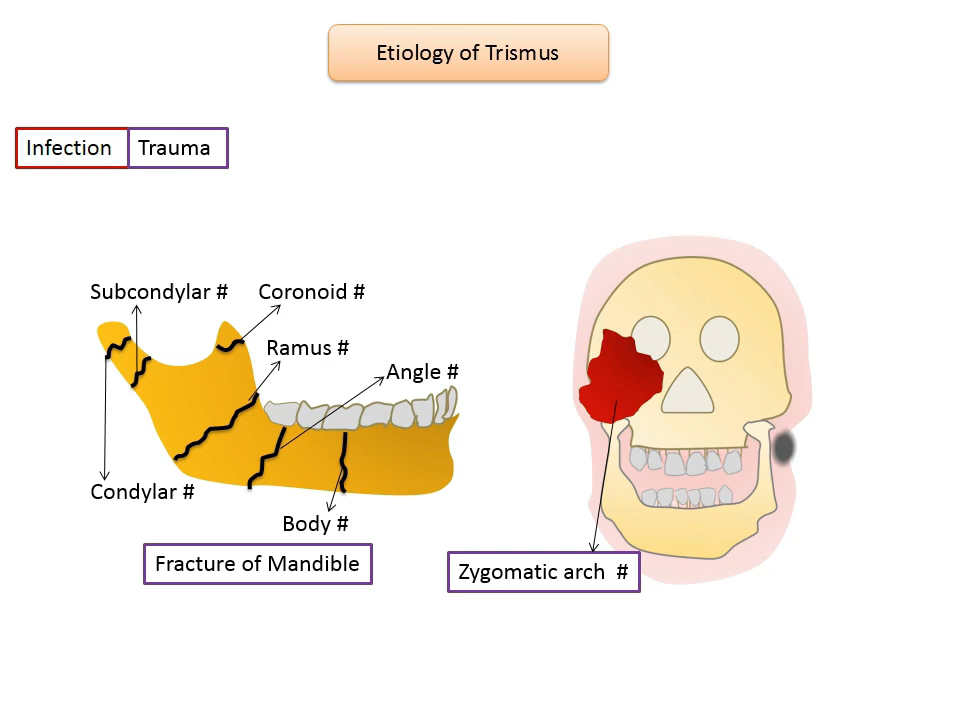 Etiology of Trismus
Infection
Trauma
Subcondylar #
Coronoid #
Ramus #
Angle #
Condylar #
Body #
Fracture of Mandible
Zygomatic arch #